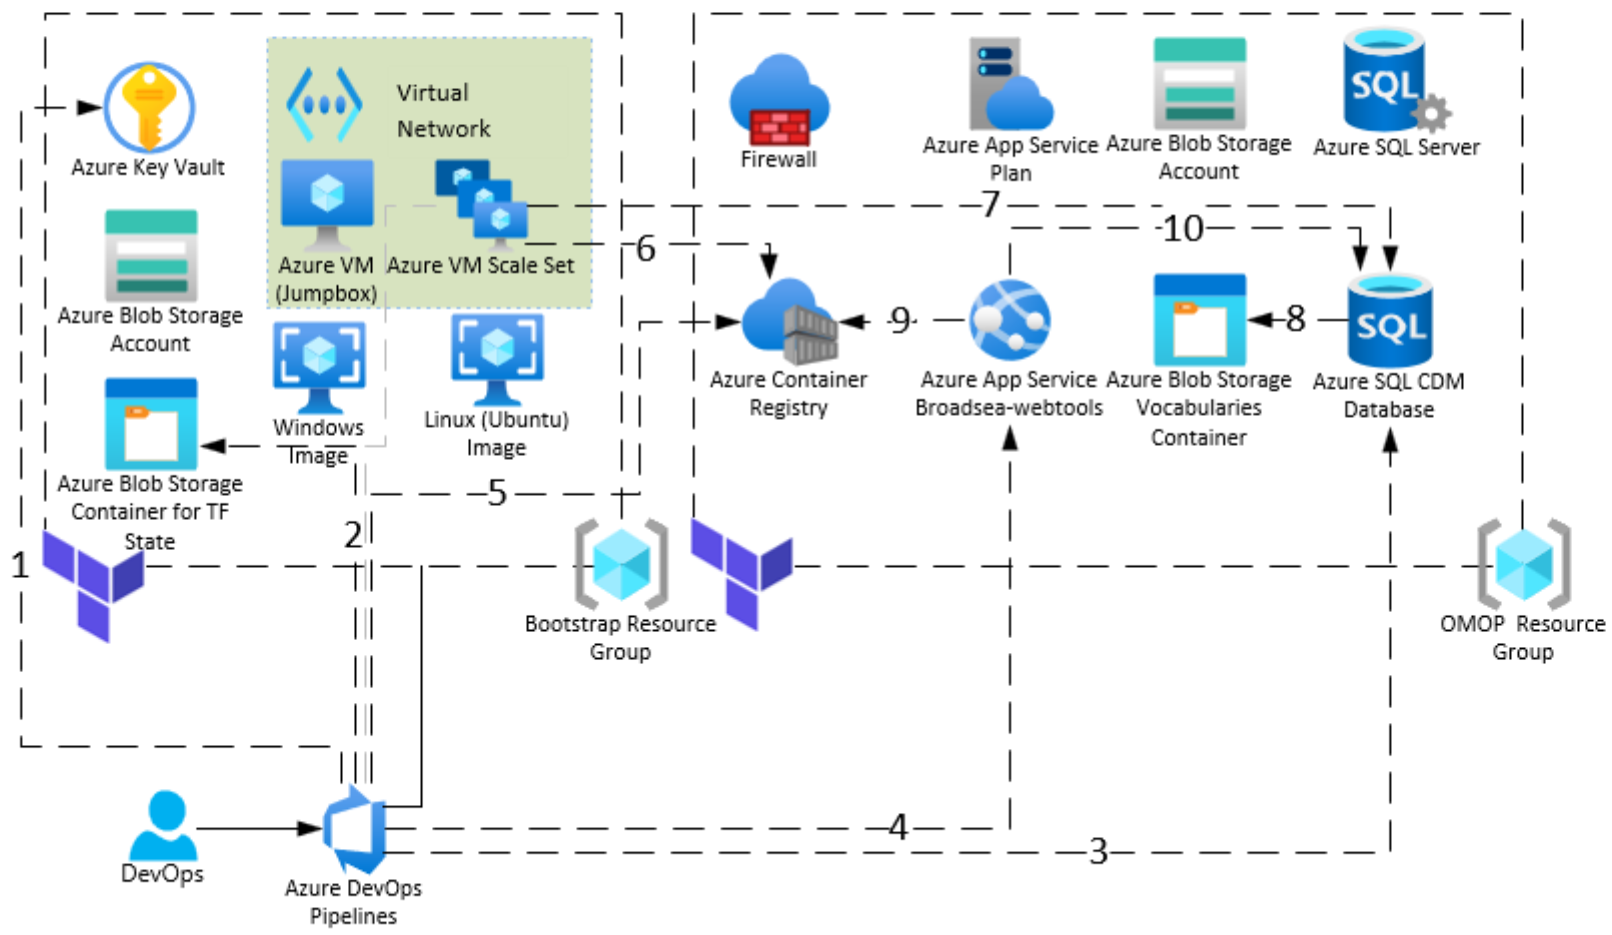 Virtual
Network
Azure Key Vault
Azure VM
(Jumpbox)
Azure VM Scale Set
Azure Blob Storage
Account
Windows
Image
Linux (Ubuntu)
Image
Azure Blob Storage
Container for TF
State
Firewall
Azure App Service
Plan
Azure Blob Storage
Account
Azure SQL Server
SQL
7
10
6
5
9
8
SQL
Azure Container
Registry
Azure App Service
Broadsea-webtools
Azure Blob Storage
Vocabularies
Container
Azure SQL CDM
Database
2
1
Bootstrap Resource
Group
OMOP Resource
Group
4
3
DevOps
Azure DevOps
Pipelines